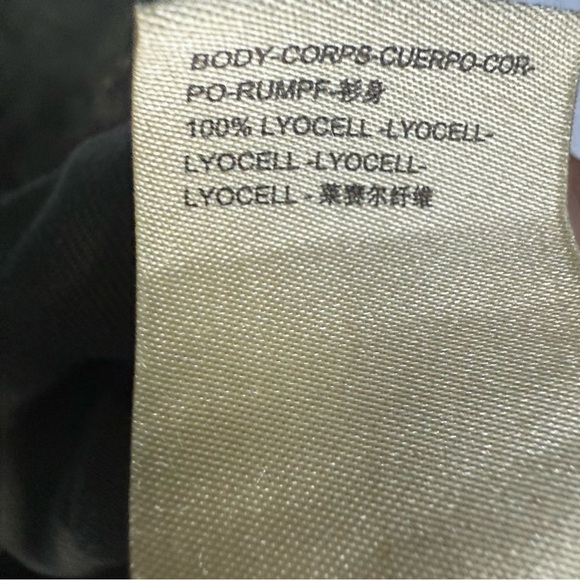 BODY-CORPS-CUERPO-COR-
PO-RUMPF-衫身
100% LYOCELL -LYOCELL-
LYOCELL -LYOCELL-
LYOCELL - 莱赛尔纤维